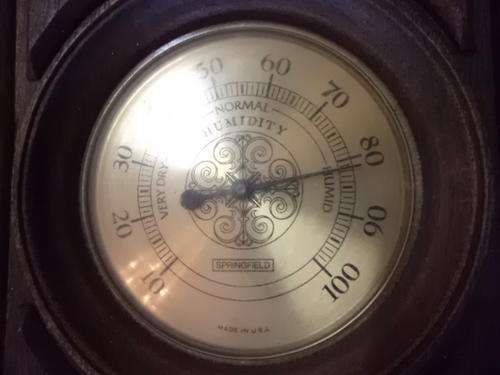 50 60
70
NORMAL
HUMIDITY
30
80
VERY DRY
HUMID
20
90
10
100
SPRINGFIELD
MADE IN U.S.A.